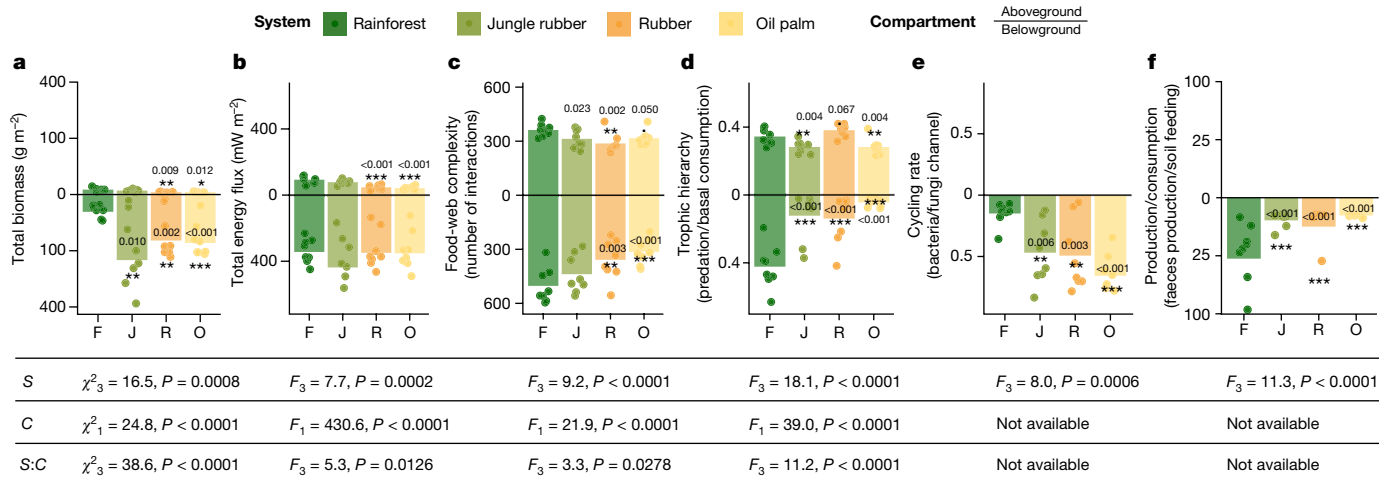 System Rainforest Jungle rubber Rubber Oil palm Compartment Aboveground
Belowground
a
Total biomass (g m−2)
400
100
0
100
400
0.009 0.012
** *
0.010 0.002 <0.001
** ** ***
F J R O
b
Total energy flux (mW m−2)
400
0
400
<0.001 <0.001
*** ***
F J R O
c
Food-web complexity
(number of interactions)
600
300
0
300
600
0.023 0.002 0.050
** .
0.003 <0.001
** ***
F J R O
d
Trophic hierarchy
(predation/basal consumption)
0.4
0
0.4
0.004 0.067 0.004
** . **
<0.001 <0.001 <0.001
*** *** ***
F J R O
e
Cycling rate
(bacteria/fungi channel)
0.5
0
0.5
0.006 0.003 <0.001
** ** ***
F J R O
f
Production/consumption
(faeces production/soil feeding)
100
25
0
25
100
<0.001 <0.001 <0.001
*** *** ***
F J R O
S χ²3 = 16.5, P = 0.0008 F3 = 7.7, P = 0.0002 F3 = 9.2, P < 0.0001 F3 = 18.1, P < 0.0001 F3 = 8.0, P = 0.0006 F3 = 11.3, P < 0.0001
C χ²1 = 24.8, P < 0.0001 F1 = 430.6, P < 0.0001 F1 = 21.9, P < 0.0001 F1 = 39.0, P < 0.0001 Not available Not available
S:C χ²3 = 38.6, P < 0.0001 F3 = 5.3, P = 0.0126 F3 = 3.3, P = 0.0278 F3 = 11.2, P < 0.0001 Not available Not available